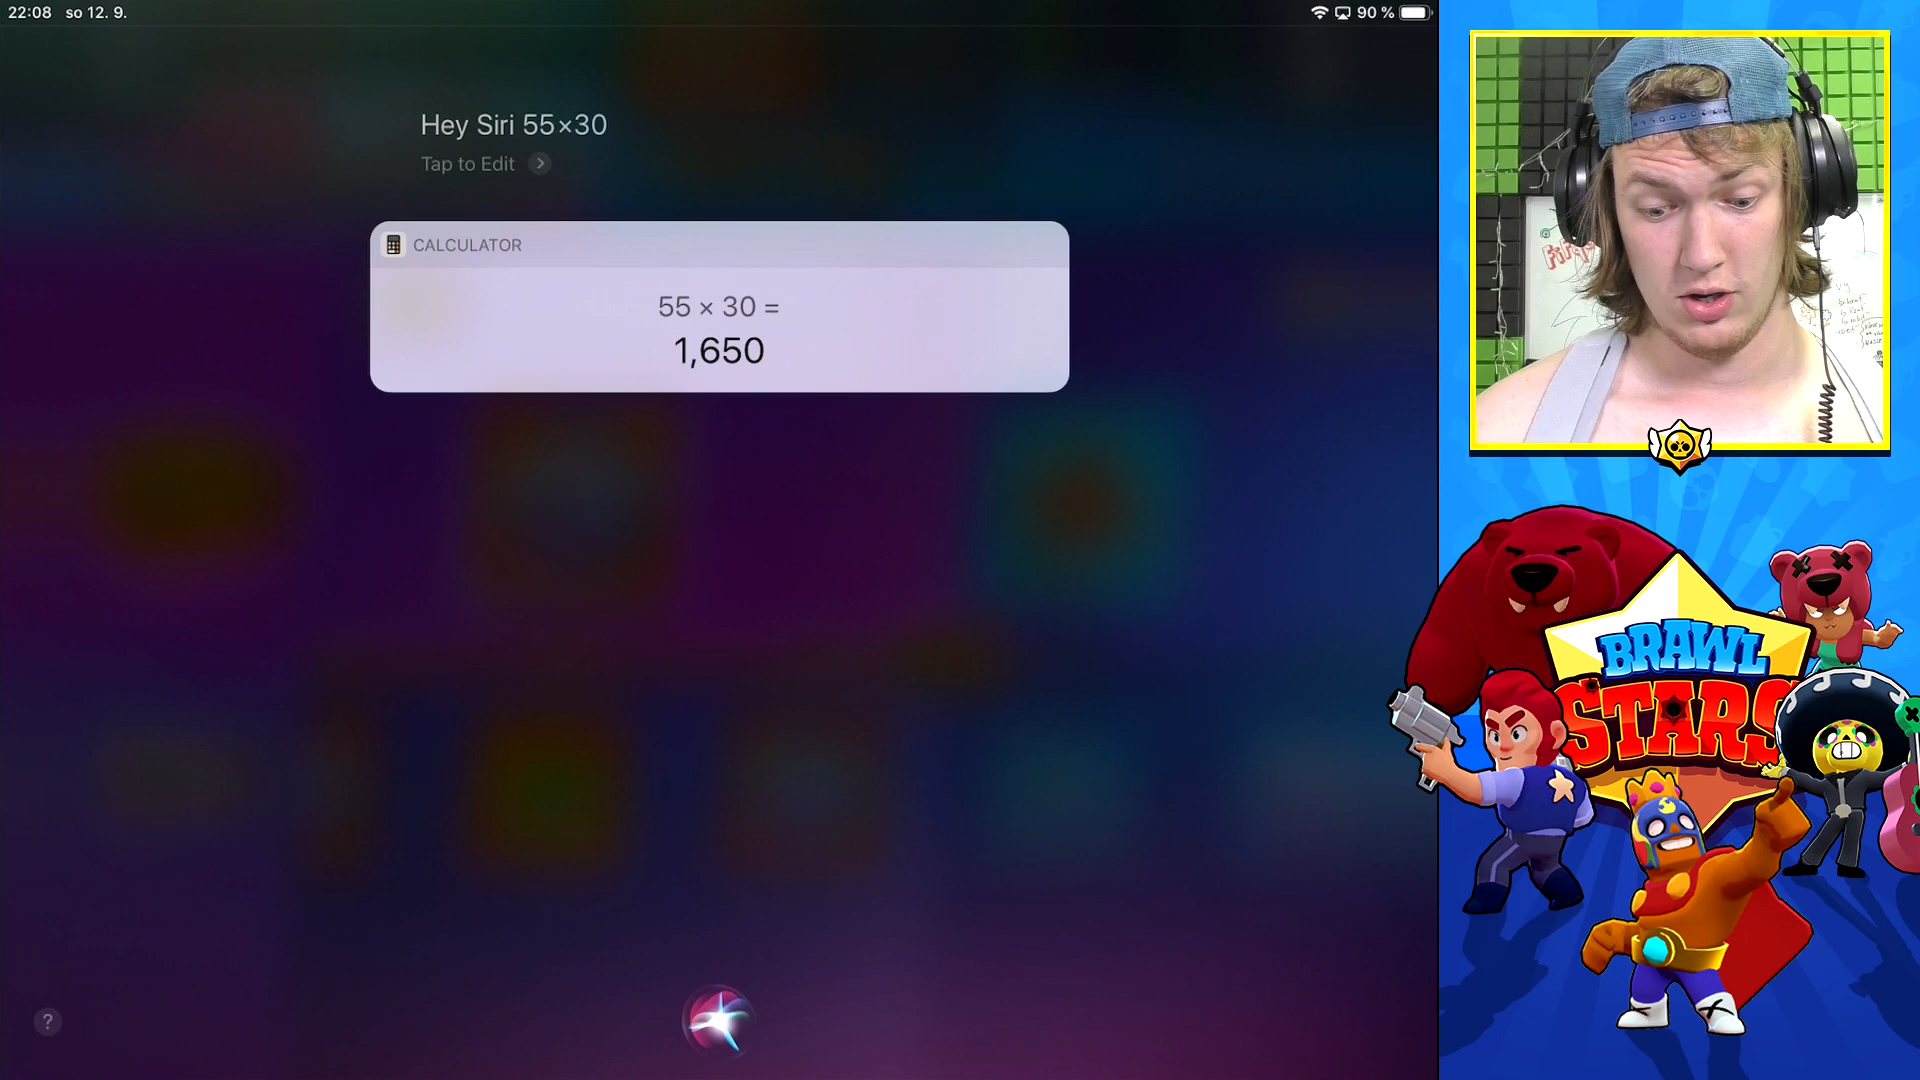 22:08 so 12. 9.
90 %
Hey Siri 55×30
Tap to Edit
CALCULATOR
55 × 30 =
1,650
?
BRAWL
STARS